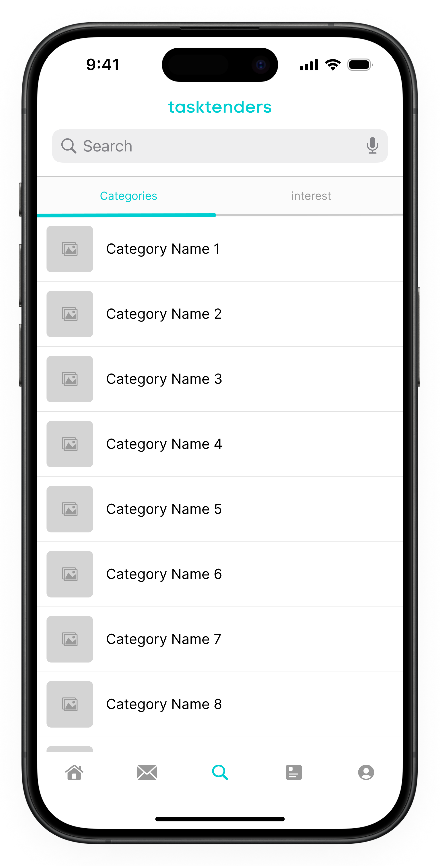 9:41
tasktenders
Search
Categories
interest
Category Name 1
Category Name 2
Category Name 3
Category Name 4
Category Name 5
Category Name 6
Category Name 7
Category Name 8